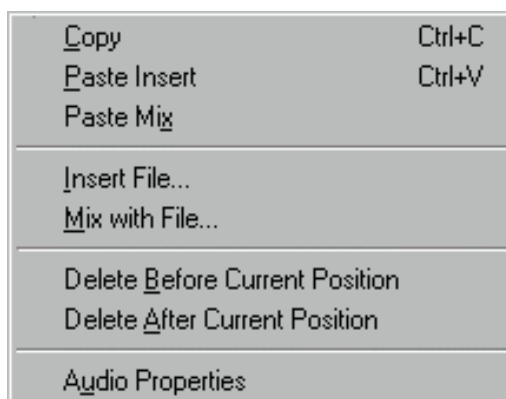 Copy Ctrl+C
Paste Insert Ctrl+V
Paste Mix
Insert File...
Mix with File...
Delete Before Current Position
Delete After Current Position
Audio Properties